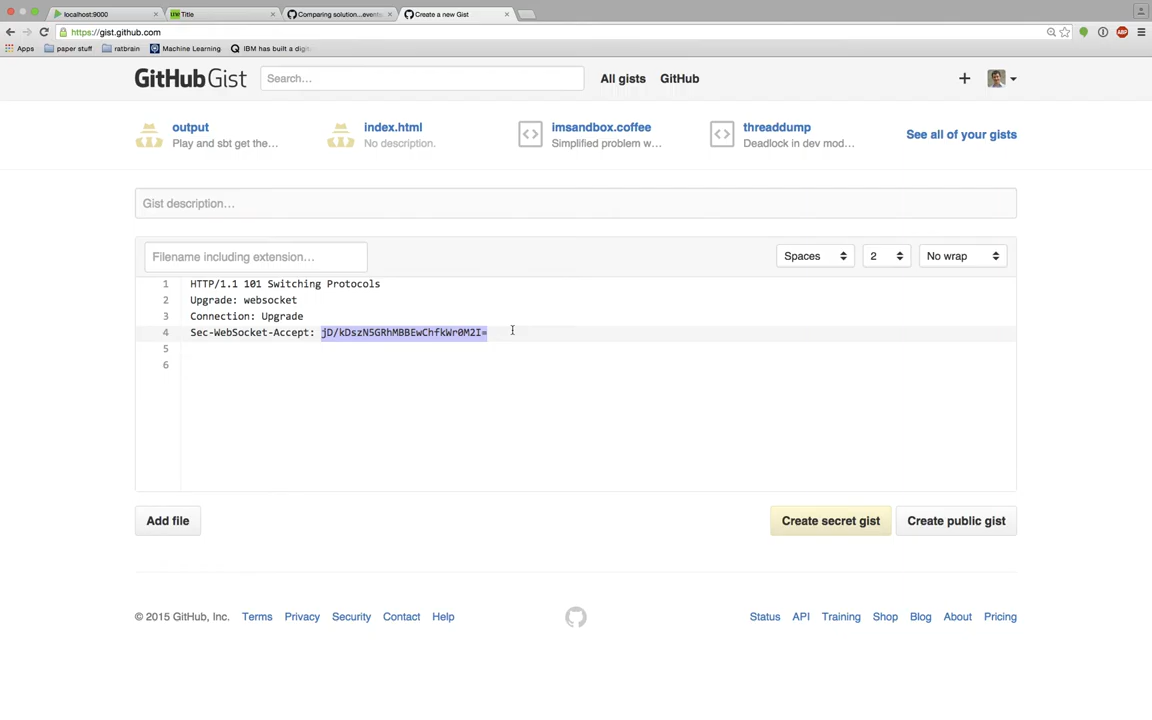 localhost:9000
Title
Comparing solution...events
Create a new Gist
https://gist.github.com
ABP
Apps
paper stuff
ratbrain
Machine Learning
IBM has built a digit
GitHub Gist
Search...
All gists
GitHub
output
Play and sbt get the...
index.html
No description.
imsandbox.coffee
Simplified problem w...
threaddump
Deadlock in dev mod...
See all of your gists
Gist description...
Filename including extension...
Spaces
2
No wrap
1 HTTP/1.1 101 Switching Protocols
2 Upgrade: websocket
3 Connection: Upgrade
4 Sec-WebSocket-Accept: jD/kDszN5GRhMBBEwChfkWr0M2I=
5
6
Add file
Create secret gist
Create public gist
© 2015 GitHub, Inc.
Terms
Privacy
Security
Contact
Help
Status
API
Training
Shop
Blog
About
Pricing